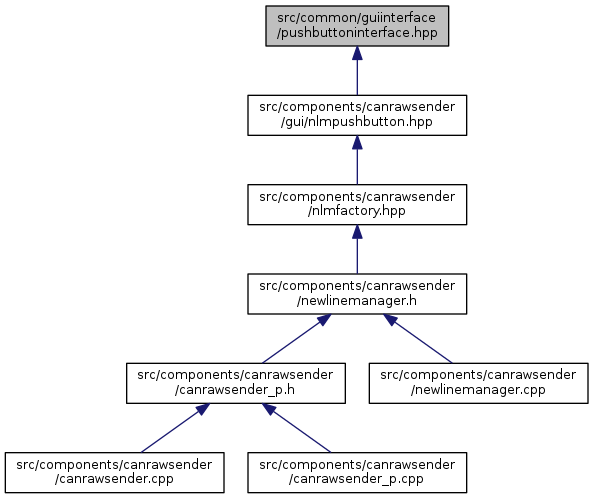 src/common/guiinterface
/pushbuttoninterface.hpp
src/components/canrawsender
/gui/nlmpushbutton.hpp
src/components/canrawsender
/nlmfactory.hpp
src/components/canrawsender
/newlinemanager.h
src/components/canrawsender
/canrawsender_p.h
src/components/canrawsender
/newlinemanager.cpp
src/components/canrawsender
/canrawsender.cpp
src/components/canrawsender
/canrawsender_p.cpp